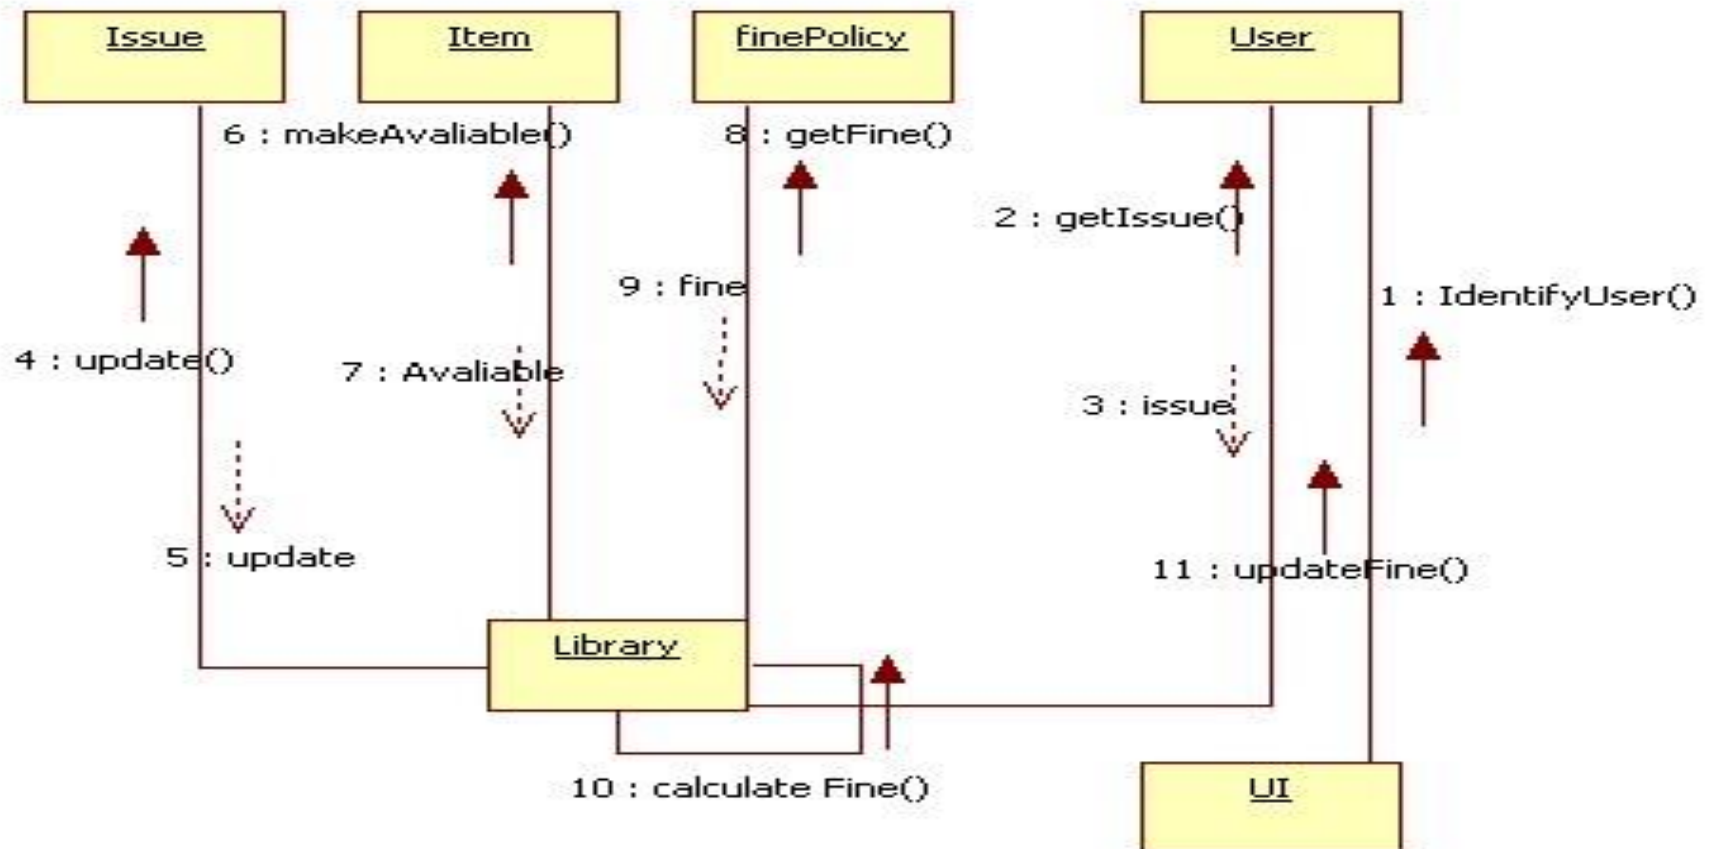 Issue
Item
finePolicy
User
6 : makeAvaliable()
8 : getFine()
2 : getIssue()
9 : fine
1 : IdentifyUser()
4 : update()
7 : Avaliable
3 : issue
5 : update
11 : updateFine()
Library
10 : calculate Fine()
UI